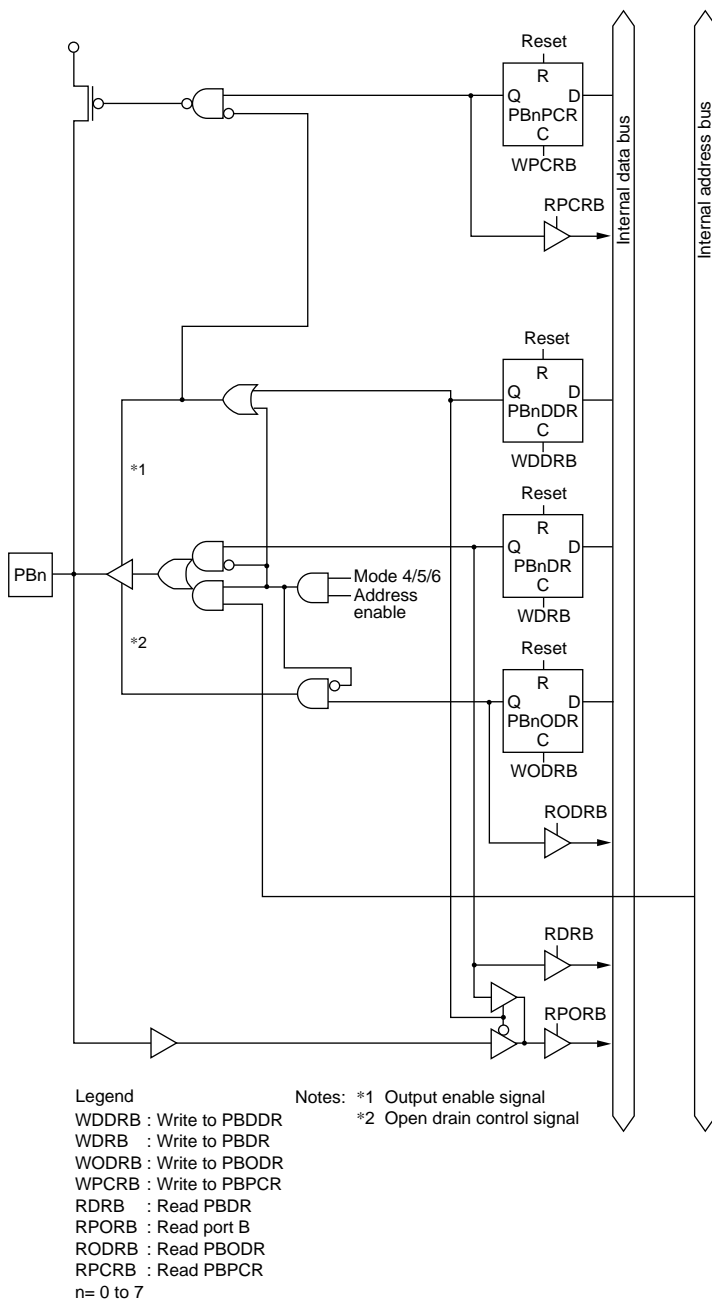 Reset
R
Q D
PBnPCR
C
WPCRB
RPCRB
Internal data bus
Internal address bus
Reset
R
Q D
PBnDDR
C
WDDRB
*1
Reset
R
Q D
PBnDR
C
WDRB
PBn
Mode 4/5/6
Address
enable
*2
Reset
R
Q D
PBnODR
C
WODRB
RODRB
RDRB
RPORB
Legend
WDDRB : Write to PBDDR
WDRB : Write to PBDR
WODRB : Write to PBODR
WPCRB : Write to PBPCR
RDRB : Read PBDR
RPORB : Read port B
RODRB : Read PBODR
RPCRB : Read PBPCR
n= 0 to 7
Notes: *1 Output enable signal
*2 Open drain control signal